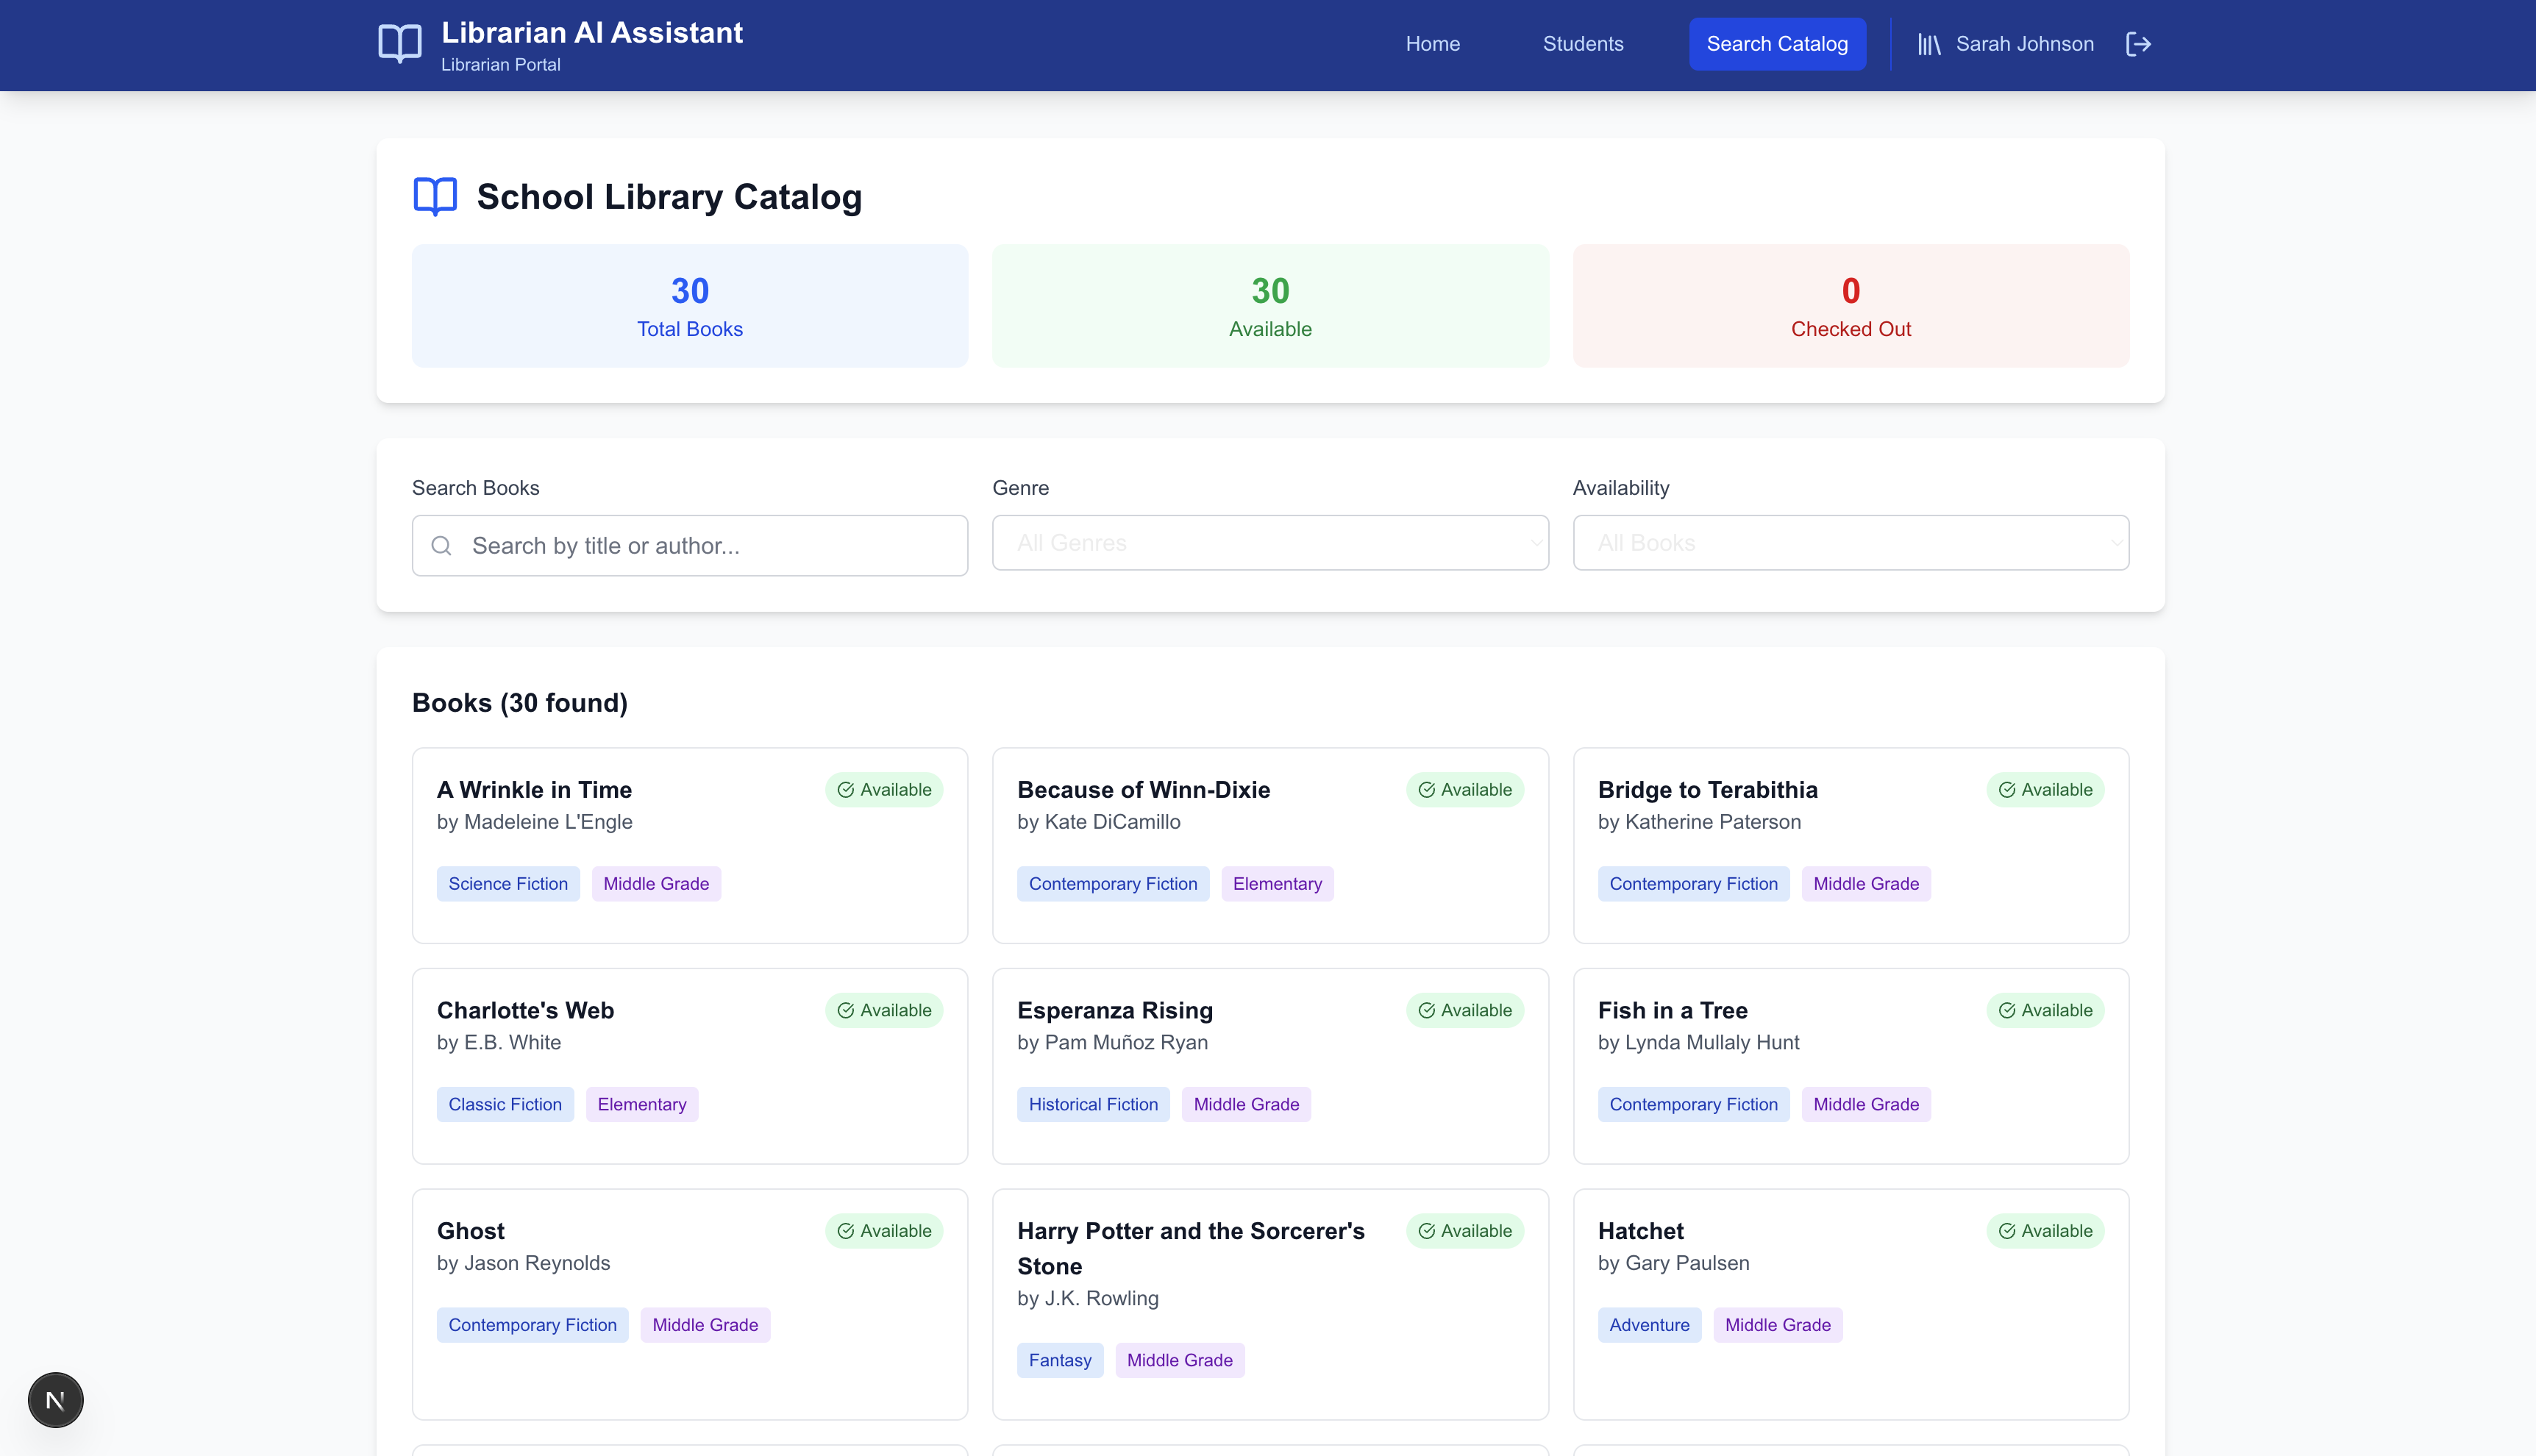 Librarian AI Assistant
Librarian Portal
Home
Students
Search Catalog
Sarah Johnson
School Library Catalog
30
Total Books
30
Available
0
Checked Out
Search Books
Search by title or author...
Genre
All Genres
Availability
All Books
Books (30 found)
A Wrinkle in Time
Available
by Madeleine L'Engle
Science Fiction
Middle Grade
Because of Winn-Dixie
Available
by Kate DiCamillo
Contemporary Fiction
Elementary
Bridge to Terabithia
Available
by Katherine Paterson
Contemporary Fiction
Middle Grade
Charlotte's Web
Available
by E.B. White
Classic Fiction
Elementary
Esperanza Rising
Available
by Pam Muñoz Ryan
Historical Fiction
Middle Grade
Fish in a Tree
Available
by Lynda Mullaly Hunt
Contemporary Fiction
Middle Grade
Ghost
Available
by Jason Reynolds
Contemporary Fiction
Middle Grade
Harry Potter and the Sorcerer's
Stone
Available
by J.K. Rowling
Fantasy
Middle Grade
Hatchet
Available
by Gary Paulsen
Adventure
Middle Grade
N